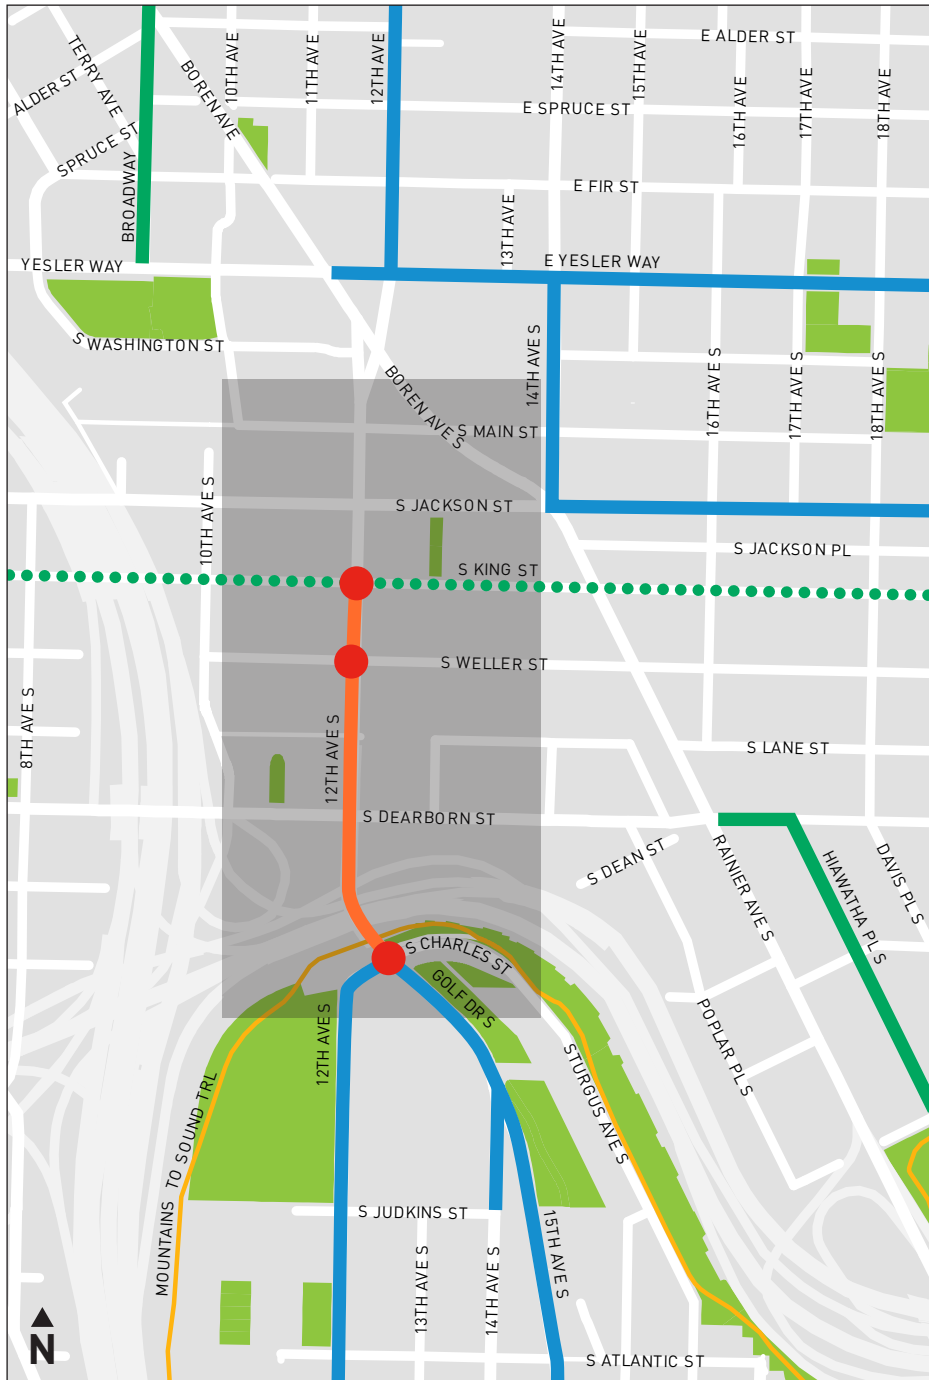 E ALDER ST
TERRY AVE
ALDER ST
BOREN AVE
10TH AVE
11TH AVE
12TH AVE
14TH AVE
15TH AVE
16TH AVE
17TH AVE
18TH AVE
E SPRUCE ST
SPRUCE ST
BROADWAY
E FIR ST
13TH AVE
YESLER WAY
E YESLER WAY
S WASHINGTON ST
14TH AVE S
BOREN AVE S
16TH AVE S
17TH AVE S
18TH AVE S
S MAIN ST
10TH AVE S
S JACKSON ST
S JACKSON PL
S KING ST
S WELLER ST
8TH AVE S
12TH AVE S
S LANE ST
S DEARBORN ST
S DEAN ST
RAINIER AVE S
HIAWATHA PL S
DAVIS PL S
S CHARLES ST
GOLF DR S
12TH AVE S
POPLAR PL S
STURGUS AVE S
MOUNTAINS TO SOUND TRL
S JUDKINS ST
13TH AVE S
14TH AVE S
15TH AVE S
N
S ATLANTIC ST